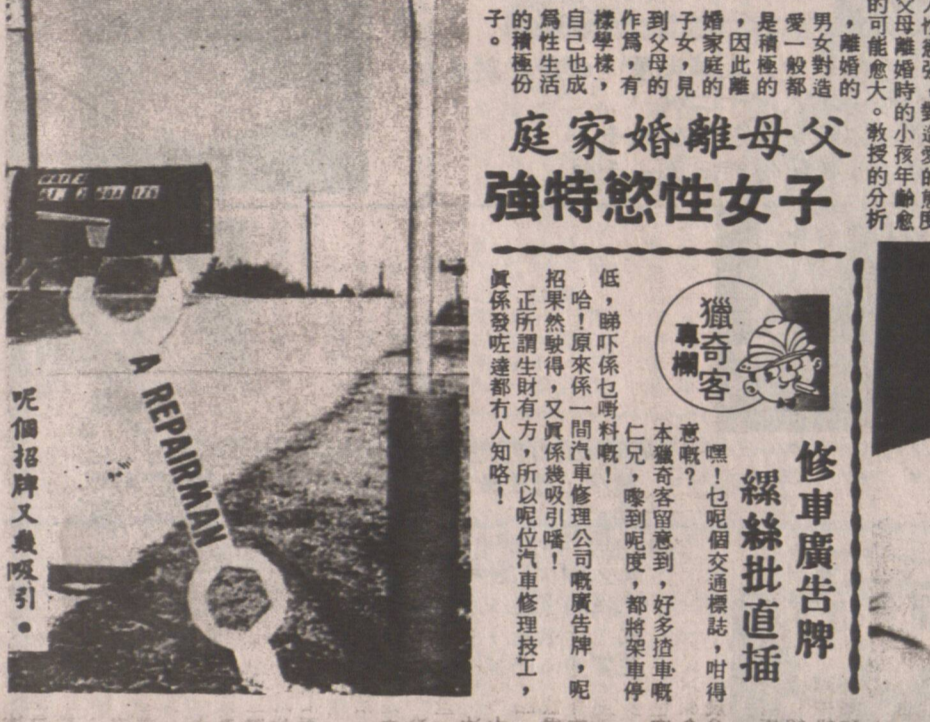 父母離婚時的小孩年齡愈
的可能愈大。教授的分析
，離婚的
男女對造
愛一般都
是積極的
，因此離
婚家庭的
子女，見
到父母的
作爲，有
樣學樣，
自己也成
爲性生活
的積極份
子。
父母離婚家庭
子女性慾特強
獵奇客
專欄
修車廣告牌
縲絲批直插
嘿！乜呢個交通標誌，咁得
意嘅？
本獵奇客留意到，好多揸車嘅
仁兄，嚟到呢度，都將架車停
低，睇吓係乜嘢料嘅！
哈！原來係一間汽車修理公司嘅廣告牌，呢
招果然駛得，又眞係幾吸引噃！
正所謂生財有方，所以呢位汽車修理技工，
眞係發咗達都冇人知咯！
A REPAIRMAN
呢個招牌又幾吸引●